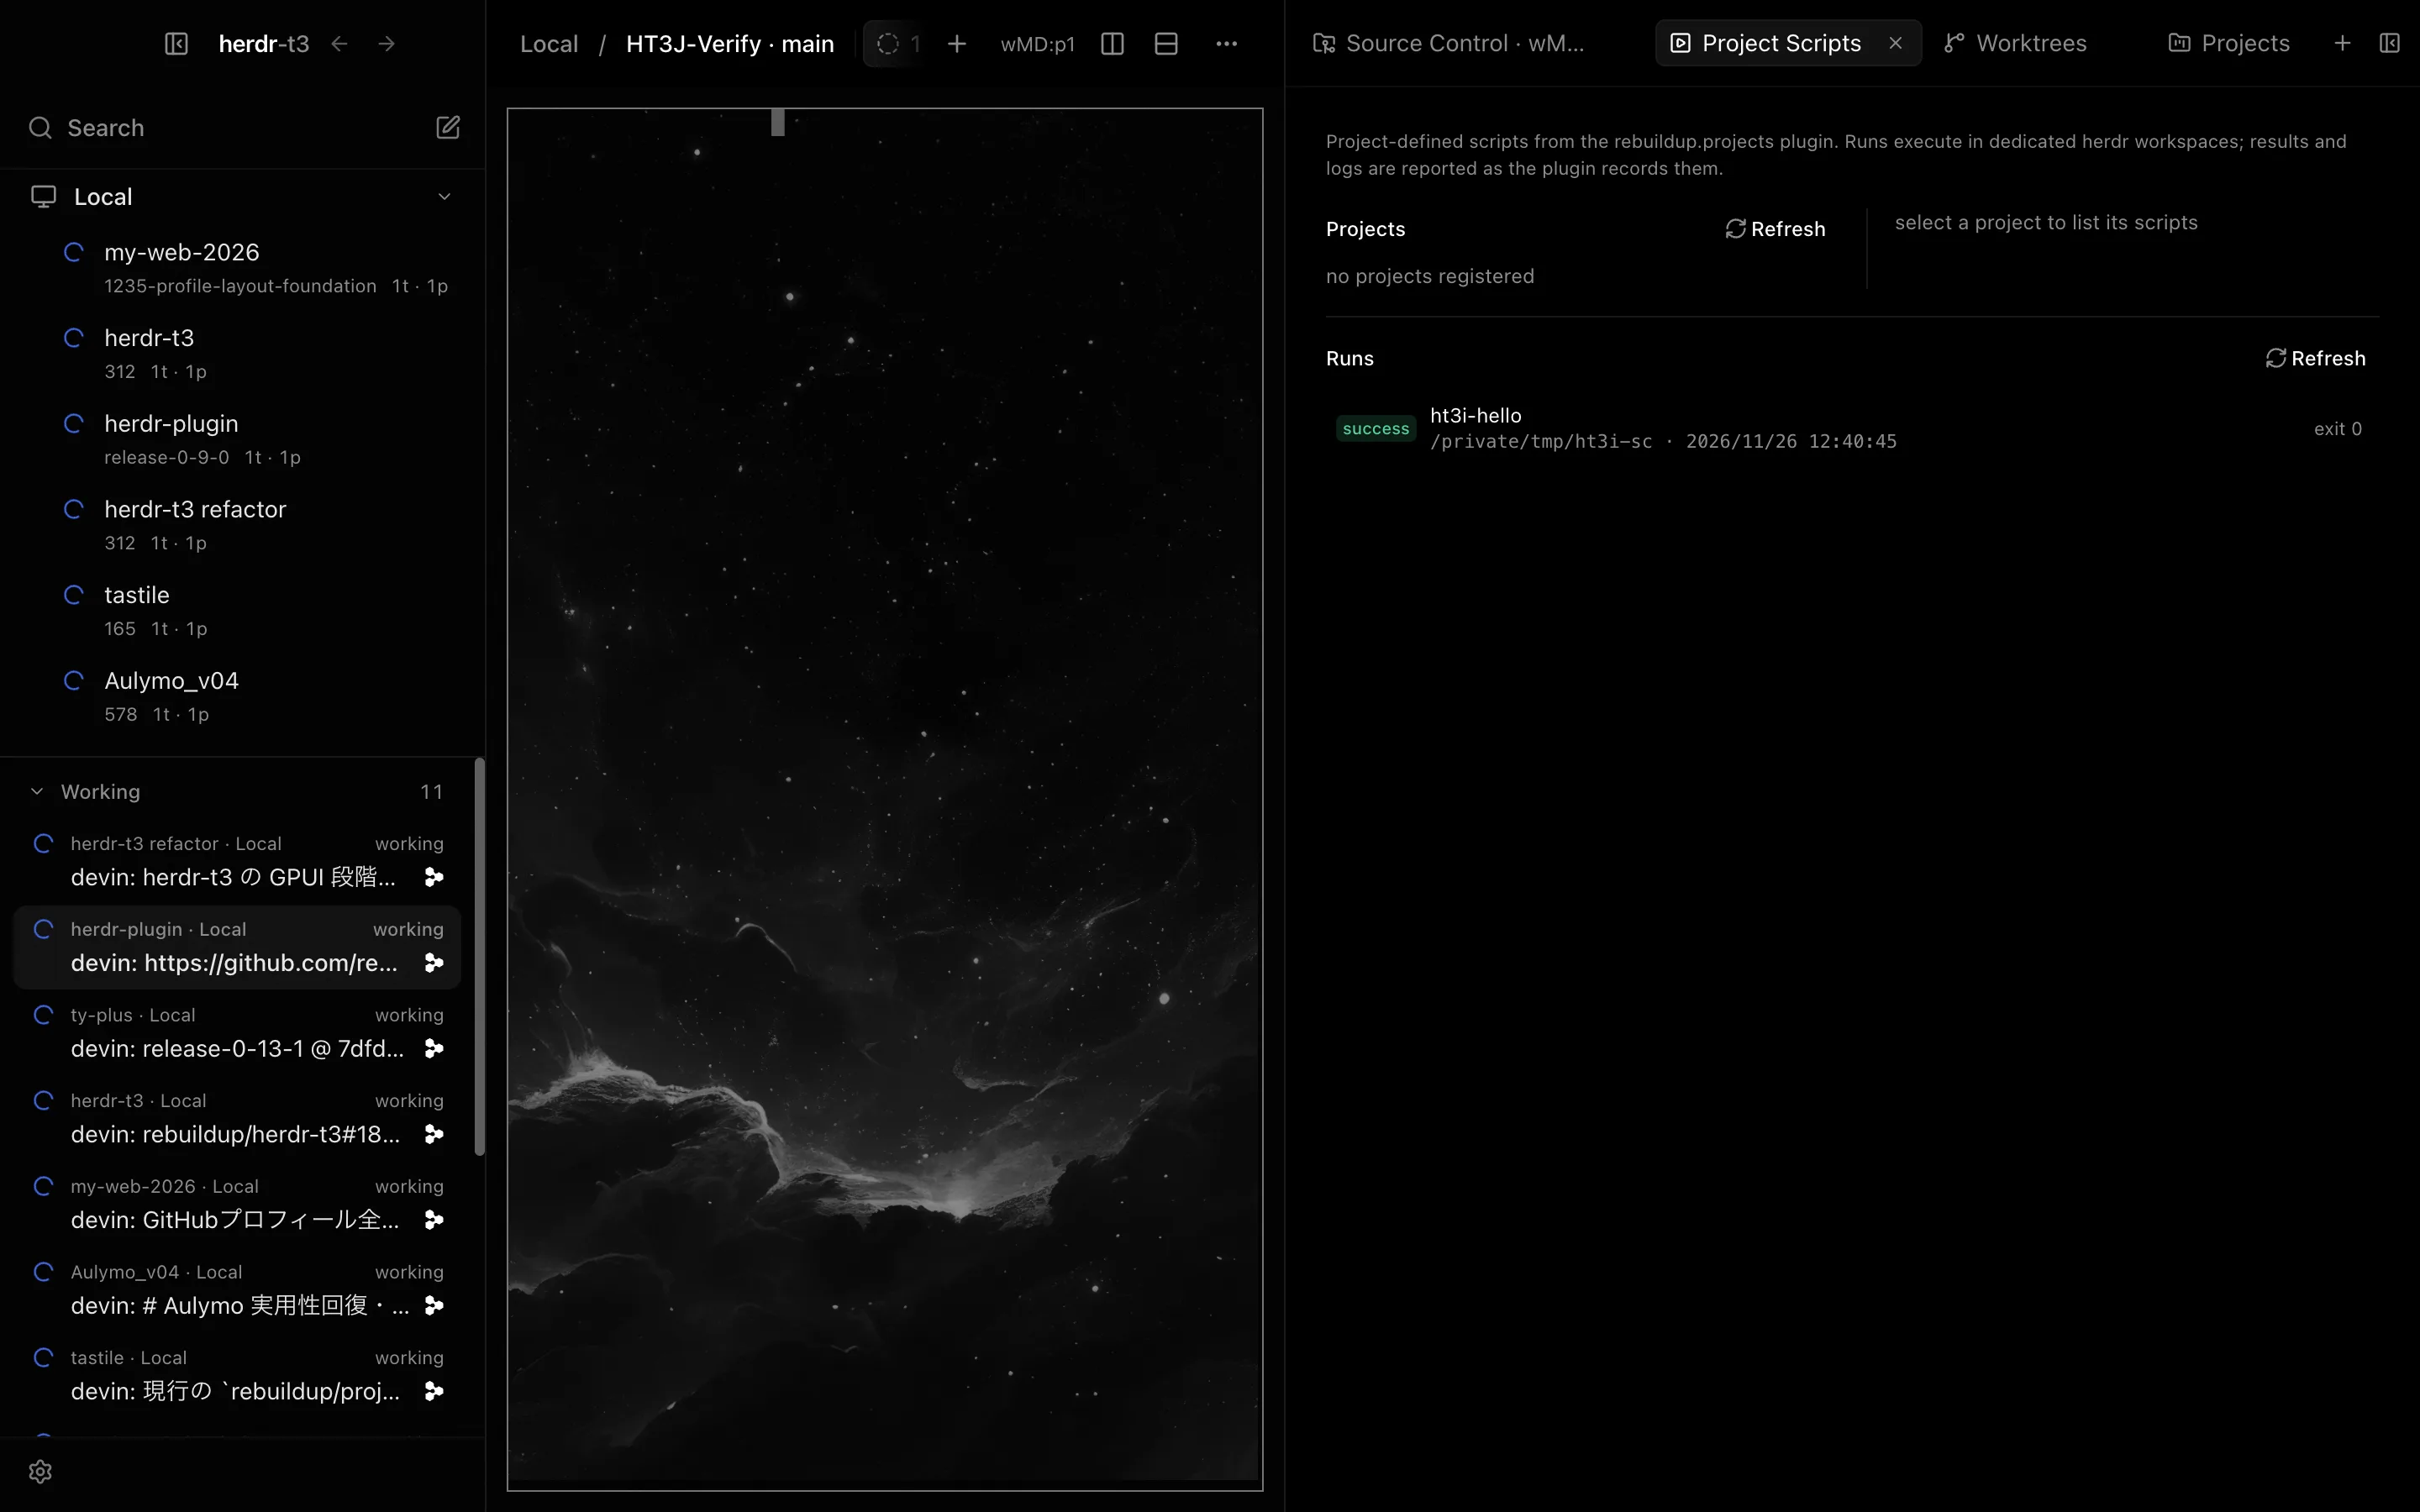 herdr-t3
Search
Local
my-web-2026
1235-profile-layout-foundation 1t · 1p
herdr-t3
312 1t · 1p
herdr-plugin
release-0-9-0 1t · 1p
herdr-t3 refactor
312 1t · 1p
tastile
165 1t · 1p
Aulymo_v04
578 1t · 1p
Working 11
herdr-t3 refactor · Local working
devin: herdr-t3 の GPUI 段階...
herdr-plugin · Local working
devin: https://github.com/re...
ty-plus · Local working
devin: release-0-13-1 @ 7dfd...
herdr-t3 · Local working
devin: rebuildup/herdr-t3#18...
my-web-2026 · Local working
devin: GitHubプロフィール全...
Aulymo_v04 · Local working
devin: # Aulymo 実用性回復・...
tastile · Local working
devin: 現行の `rebuildup/proj...
Local / HT3J-Verify · main 1 wMD:p1
Source Control · wM... Project Scripts Worktrees Projects
Project-defined scripts from the rebuildup.projects plugin. Runs execute in dedicated herdr workspaces; results and
logs are reported as the plugin records them.
Projects Refresh
no projects registered
select a project to list its scripts
Runs Refresh
success ht3i-hello
/private/tmp/ht3i-sc · 2026/11/26 12:40:45 exit 0